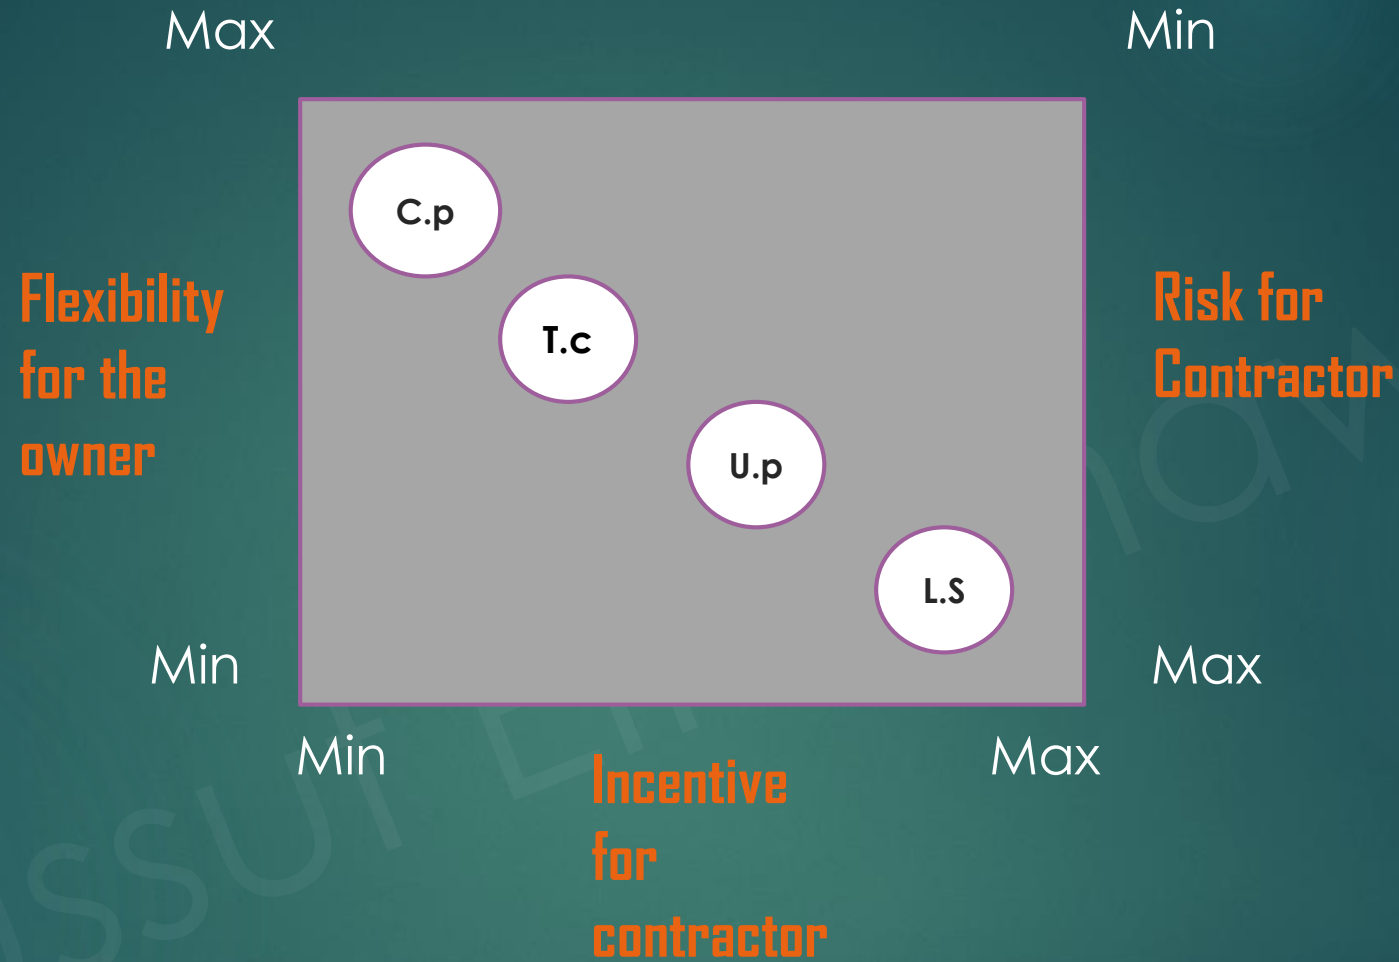 Max
Min
C.p
Flexibility
for the
owner
T.c
Risk for
Contractor
U.p
L.S
Min
Max
Min
Max
Incentive
for
contractor